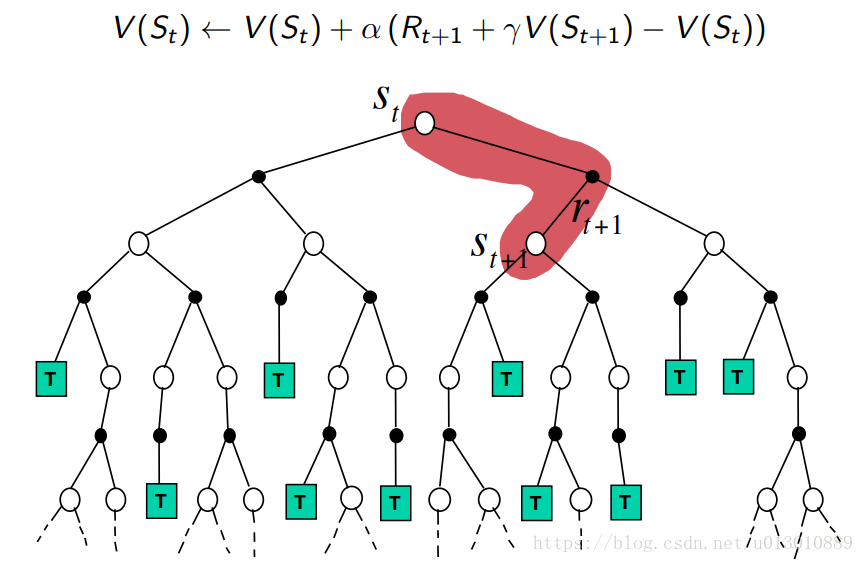 V(S_t) ← V(S_t) + α (R_{t+1} + γV(S_{t+1}) − V(S_t))
s_t
r_{t+1}
s_{t+1}
T T T T T
T T T T T
https://blog.csdn.net/u013010889